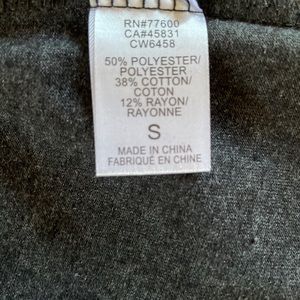 RN#77600
CA#45831
CW6458
50% POLYESTER/
POLYESTER
38% COTTON/
COTON
12% RAYON/
RAYONNE
S
MADE IN CHINA
FABRIQUÉ EN CHINE